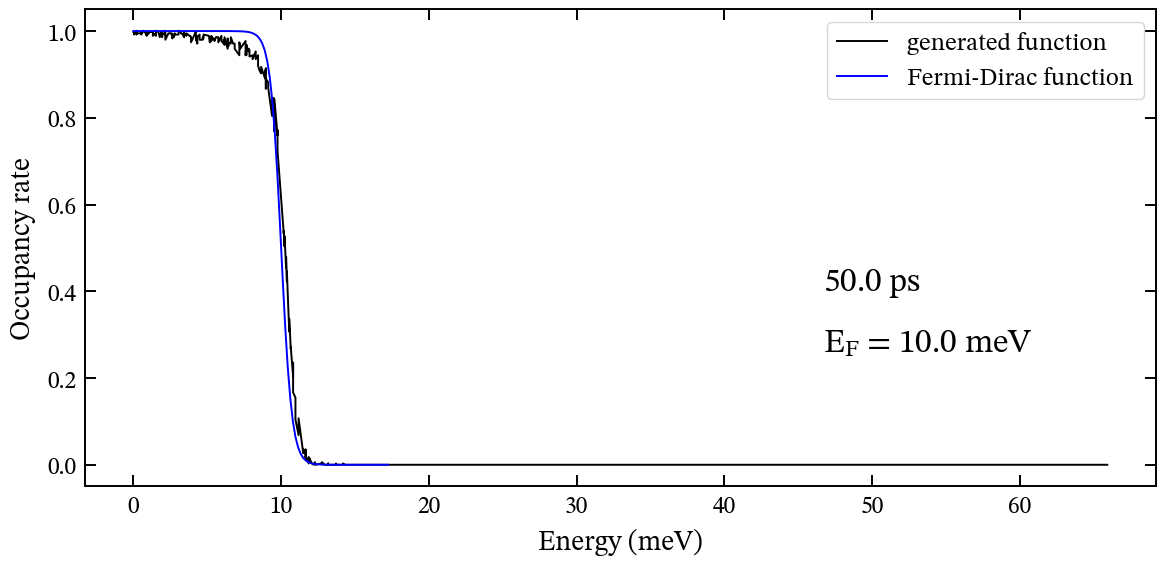 generated function
Fermi-Dirac function
1.0
0.8
0.6
0.4
0.2
0.0
Occupancy rate
50.0 ps
E_F = 10.0 meV
0 10 20 30 40 50 60
Energy (meV)